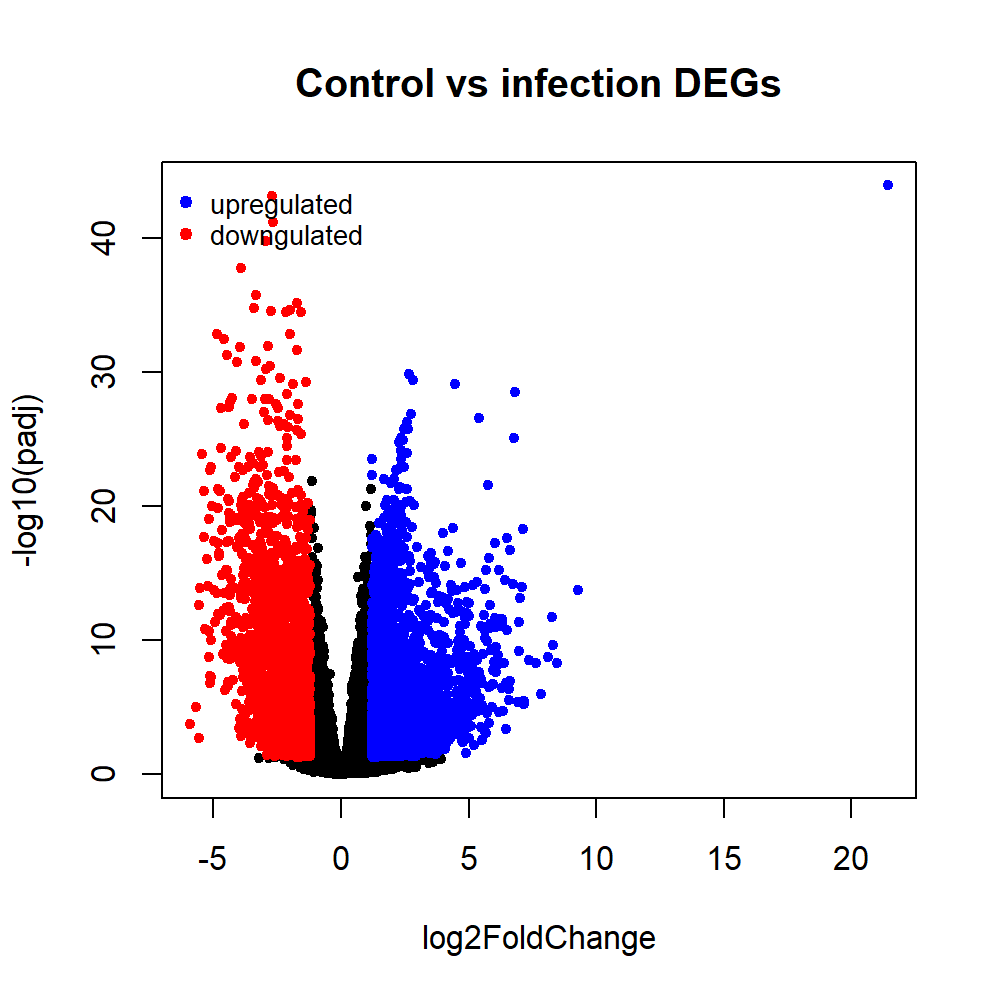 Control vs infection DEGs
upregulated
downgulated
-log10(padj)
40
30
20
10
0
-5 0 5 10 15 20
log2FoldChange